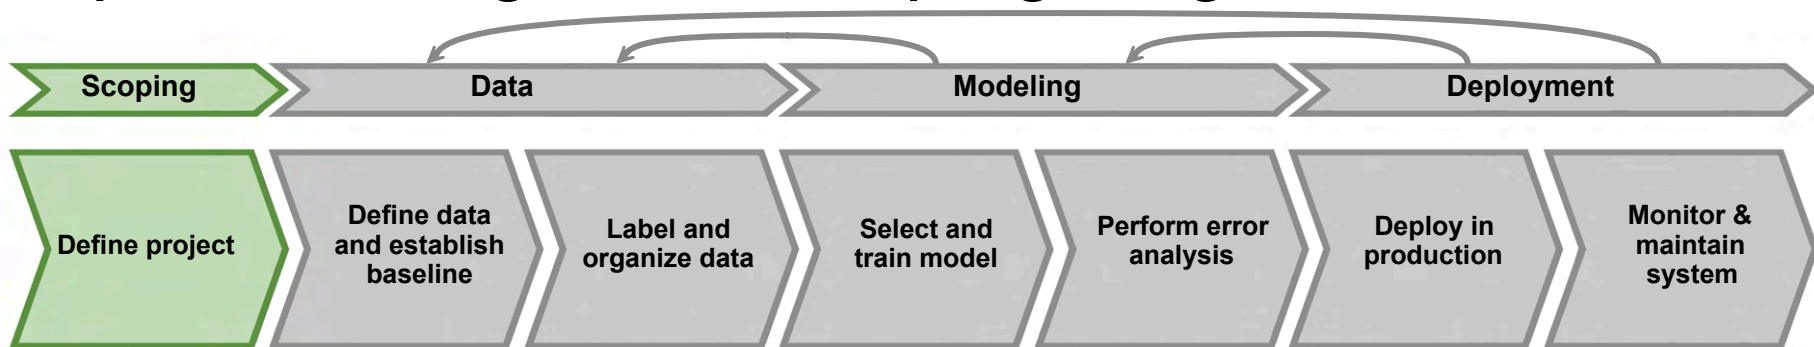 Scoping
Data
Modeling
Deployment
Define project
Define data
and establish
baseline
Label and
organize data
Select and
train model
Perform error
analysis
Deploy in
production
Monitor &
maintain
system